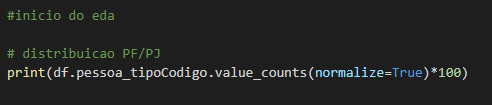 #inicio do eda
# distribuicao PF/PJ
print(df.pessoa_tipoCodigo.value_counts(normalize=True)*100)